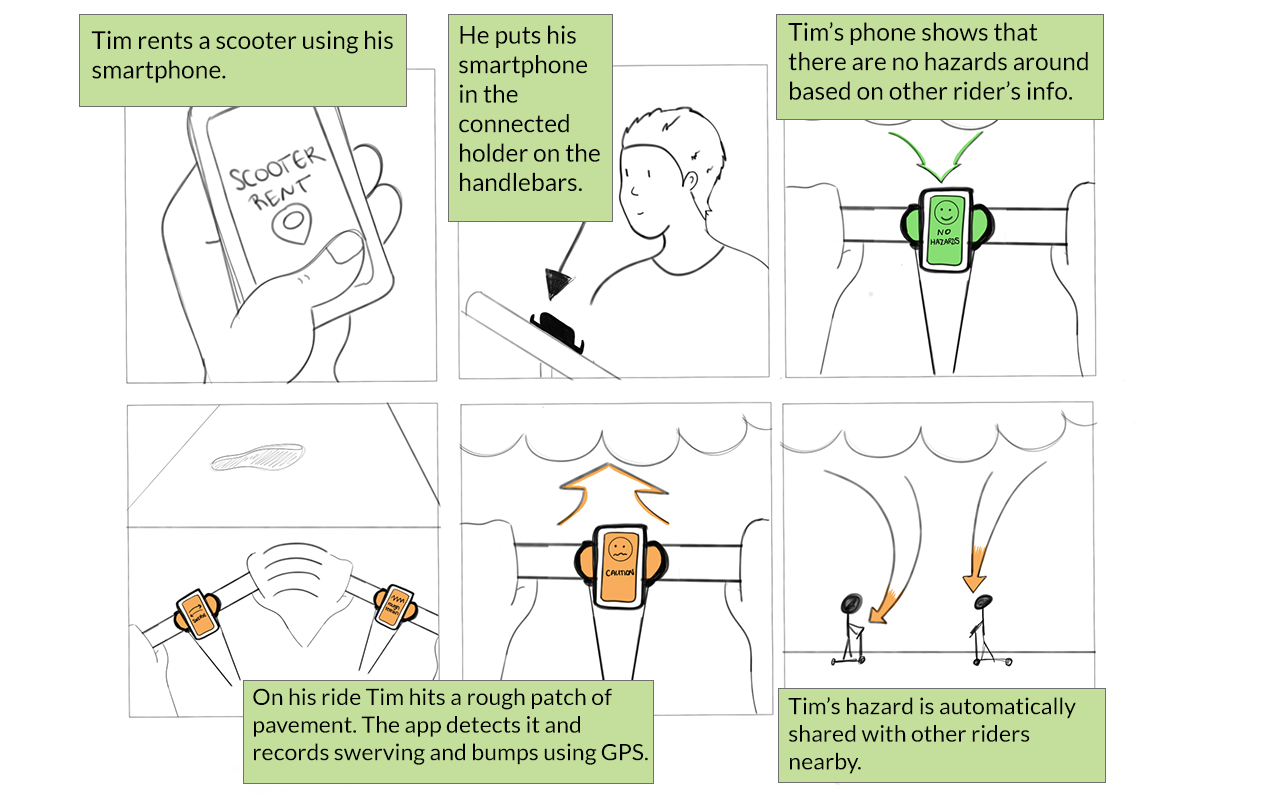 Tim rents a scooter using his
smartphone.
He puts his
smartphone
in the
connected
holder on the
handlebars.
Tim’s phone shows that
there are no hazards around
based on other rider’s info.
SCOOTER
RENT
NO
HAZARDS
CAUTION
On his ride Tim hits a rough patch of
pavement. The app detects it and
records swerving and bumps using GPS.
Tim’s hazard is automatically
shared with other riders
nearby.